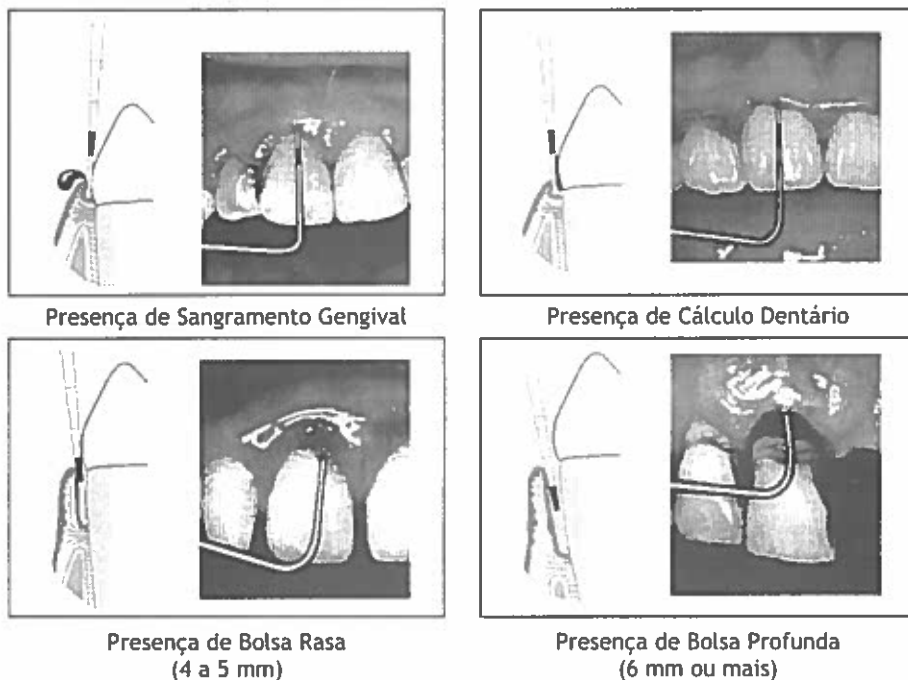 Presença de Sangramento Gengival
Presença de Cálculo Dentário
Presença de Bolsa Rasa
(4 a 5 mm)
Presença de Bolsa Profunda
(6 mm ou mais)